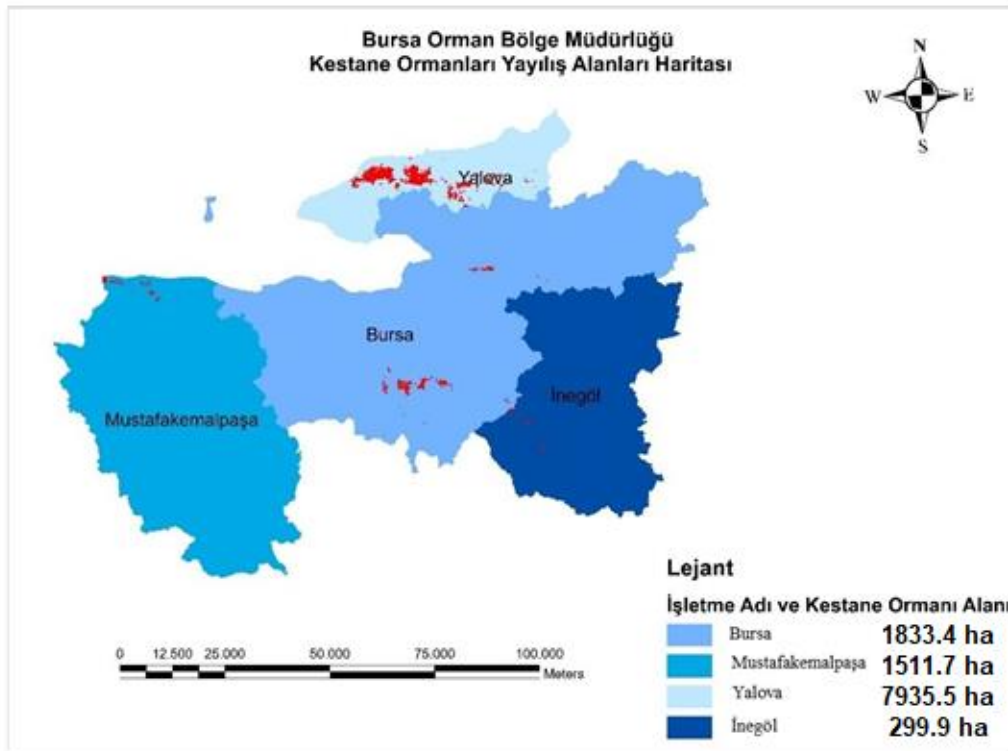 Bursa Orman Bölge Müdürlüğü
Kestane Ormanları Yayılış Alanları Haritası
N
W E
S
Yalova
Bursa
İnegöl
Mustafakemalpaşa
Lejant
İşletme Adı ve Kestane Ormanı Alanı
Bursa 1833.4 ha
Mustafakemalpaşa 1511.7 ha
Yalova 7935.5 ha
İnegöl 299.9 ha
0 12.500 25.000 50.000 75.000 100.000
Meters